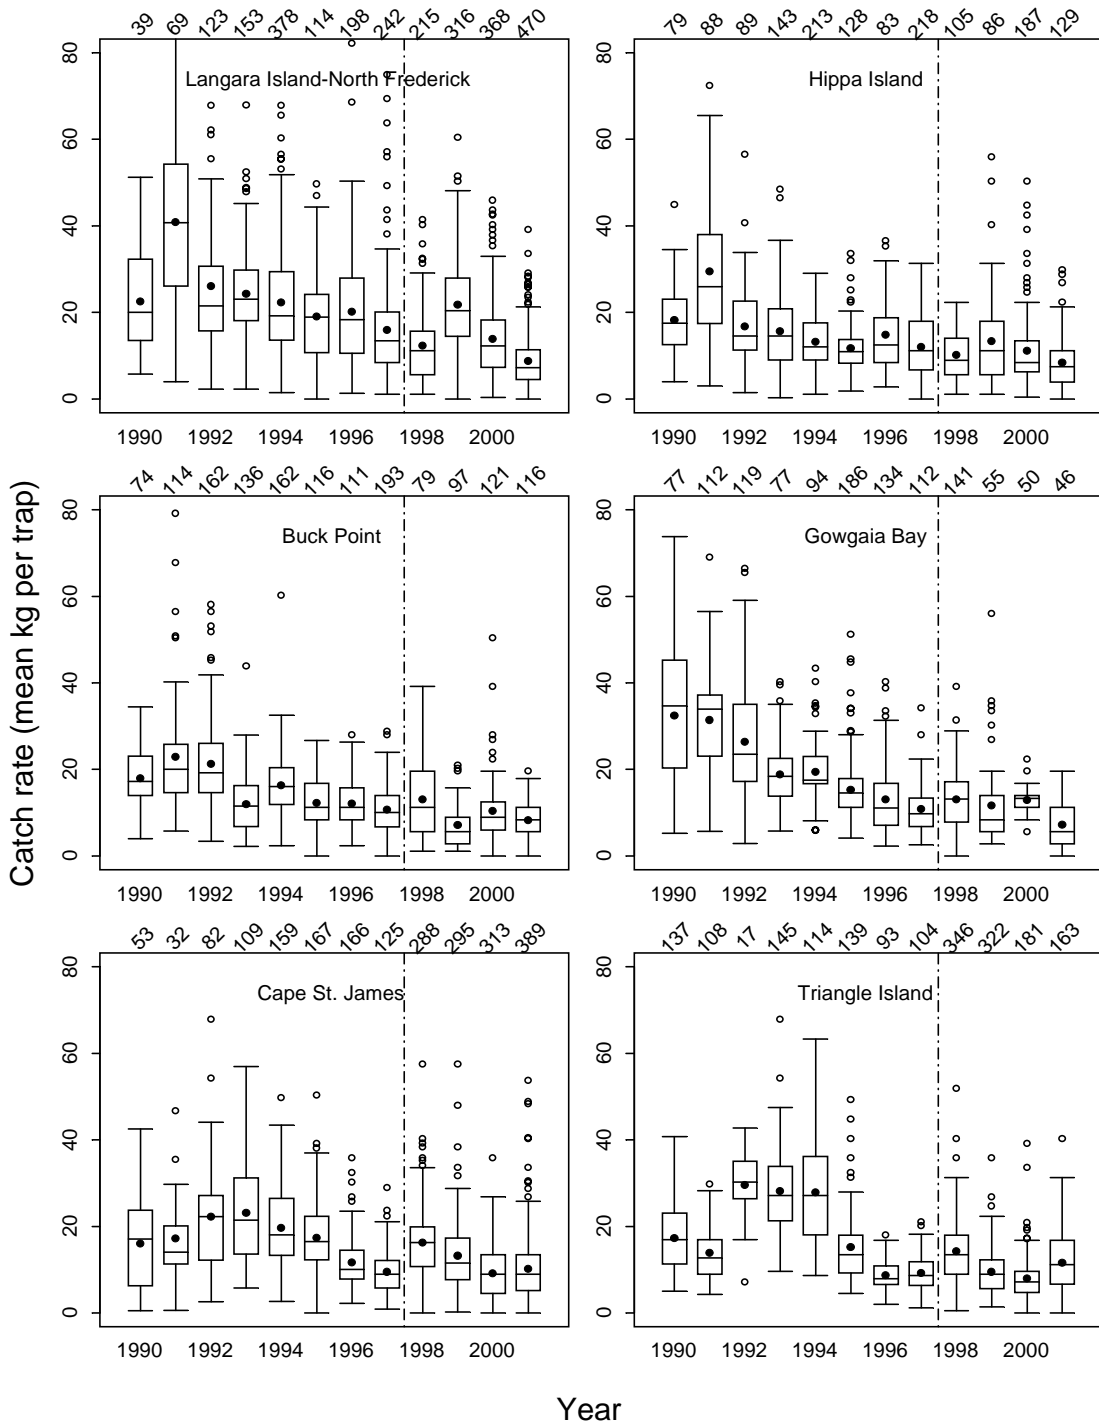 39 69 123 153 378 114 198 242 215 316 368 470
79 88 89 143 213 128 83 218 105 86 187 129
Langara Island-North Frederick
Hippa Island
80
60
40
20
0
80
60
40
20
0
1990 1992 1994 1996 1998 2000
1990 1992 1994 1996 1998 2000
74 114 162 136 162 116 111 193 79 97 121 116
77 112 119 77 94 186 134 112 141 55 50 46
Buck Point
Gowgaia Bay
80
60
40
20
0
80
60
40
20
0
Catch rate (mean kg per trap)
1990 1992 1994 1996 1998 2000
1990 1992 1994 1996 1998 2000
53 32 82 109 159 167 166 125 288 295 313 389
137 108 17 145 114 139 93 104 346 322 181 163
Cape St. James
Triangle Island
80
60
40
20
0
80
60
40
20
0
1990 1992 1994 1996 1998 2000
1990 1992 1994 1996 1998 2000
Year